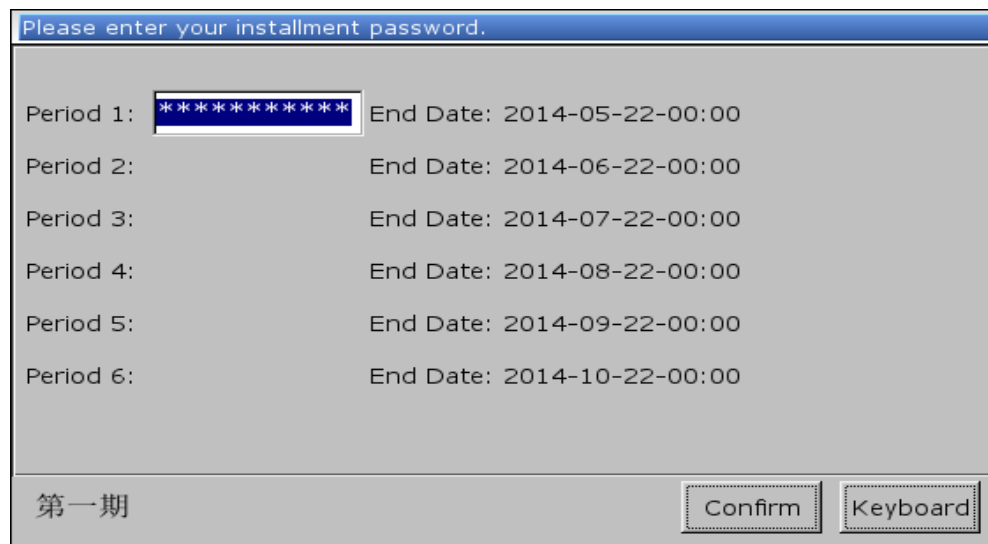 Please enter your installment password.
Period 1: *********** End Date: 2014-05-22-00:00
Period 2: End Date: 2014-06-22-00:00
Period 3: End Date: 2014-07-22-00:00
Period 4: End Date: 2014-08-22-00:00
Period 5: End Date: 2014-09-22-00:00
Period 6: End Date: 2014-10-22-00:00
第一期 Confirm Keyboard